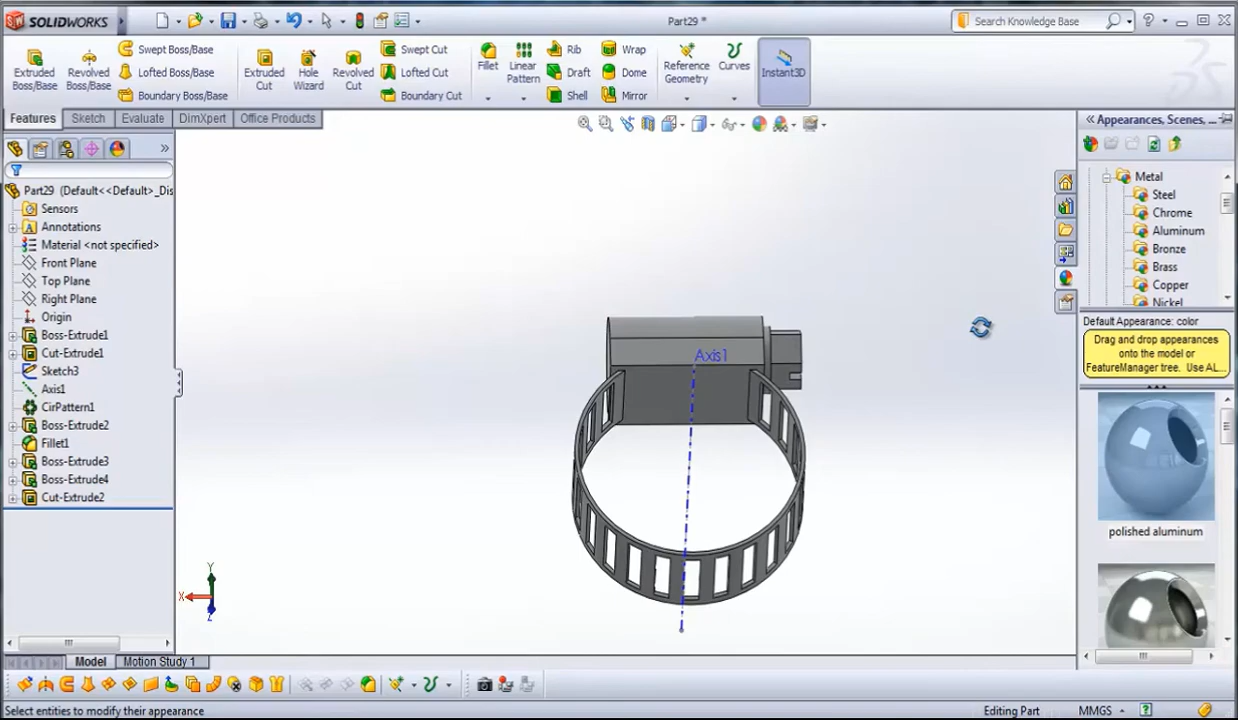 SOLIDWORKS
Part29 *
Search Knowledge Base
Extruded Boss/Base
Revolved Boss/Base
Swept Boss/Base
Lofted Boss/Base
Boundary Boss/Base
Extruded Cut
Hole Wizard
Revolved Cut
Swept Cut
Lofted Cut
Boundary Cut
Fillet
Linear Pattern
Rib
Draft
Shell
Wrap
Dome
Mirror
Reference Geometry
Curves
Instant3D
Features
Sketch
Evaluate
DimXpert
Office Products
Part29 (Default<<Default>_Dis
Sensors
Annotations
Material <not specified>
Front Plane
Top Plane
Right Plane
Origin
Boss-Extrude1
Cut-Extrude1
Sketch3
Axis1
CirPattern1
Boss-Extrude2
Fillet1
Boss-Extrude3
Boss-Extrude4
Cut-Extrude2
Axis1
Y
X
Z
Appearances, Scenes, ...
Metal
Steel
Chrome
Aluminum
Bronze
Brass
Copper
Nickel
Default Appearance: color
Drag and drop appearances
onto the model or
FeatureManager tree. Use AL...
polished aluminum
Model
Motion Study 1
Select entities to modify their appearance
Editing Part
MMGS